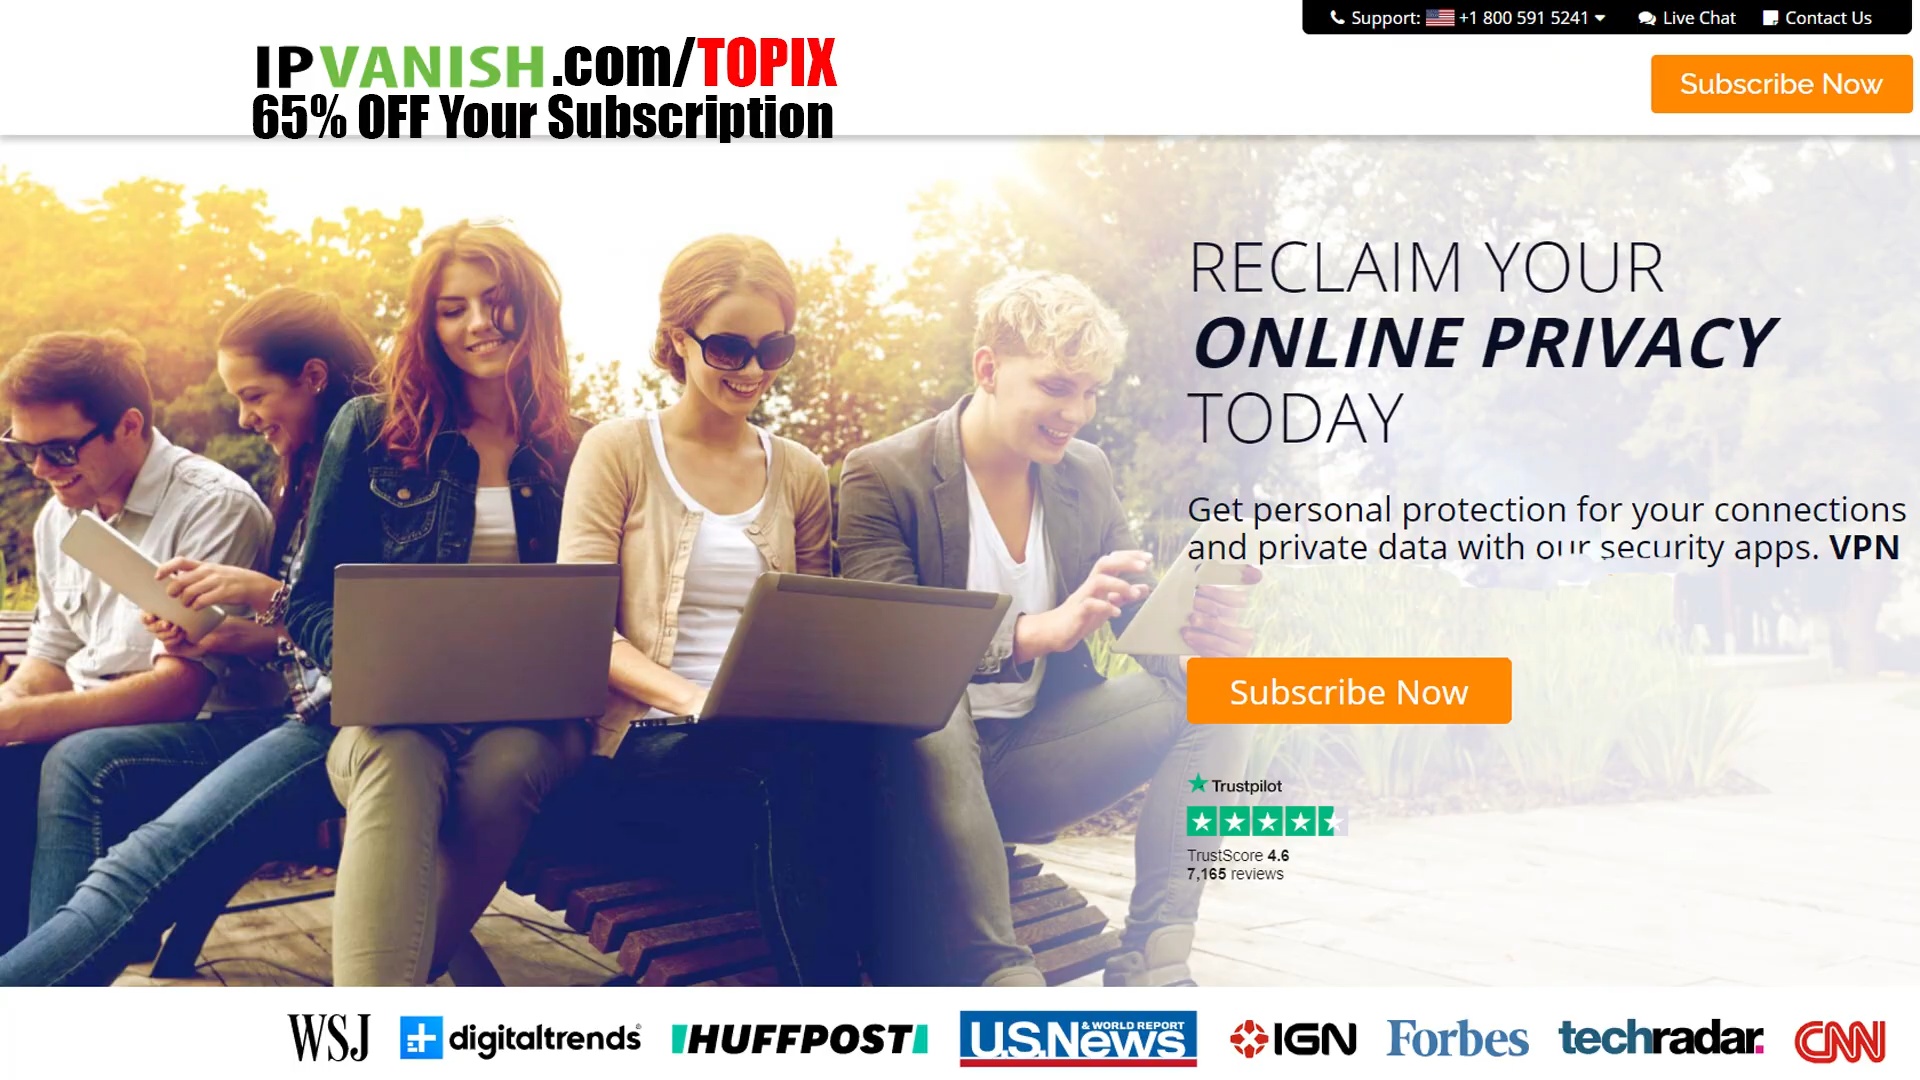 Support: +1 800 591 5241
Live Chat
Contact Us
IPVANISH.com/TOPIX
65% OFF Your Subscription
Subscribe Now
RECLAIM YOUR
ONLINE PRIVACY
TODAY
Get personal protection for your connections
and private data with our security apps. VPN
Subscribe Now
Trustpilot
TrustScore 4.6
7,165 reviews
WSJ
digitaltrends
HUFFPOST
U.S.News & WORLD REPORT
IGN
Forbes
techradar.
CNN